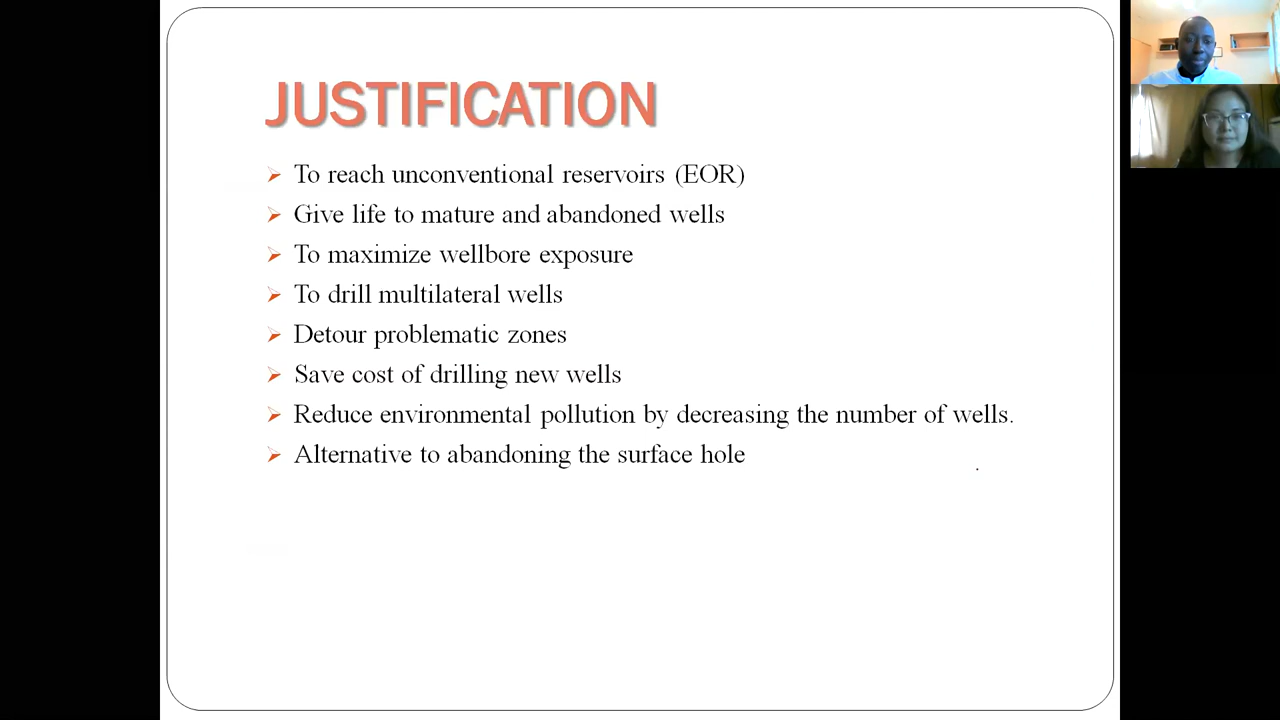 JUSTIFICATION
To reach unconventional reservoirs (EOR)
Give life to mature and abandoned wells
To maximize wellbore exposure
To drill multilateral wells
Detour problematic zones
Save cost of drilling new wells
Reduce environmental pollution by decreasing the number of wells.
Alternative to abandoning the surface hole